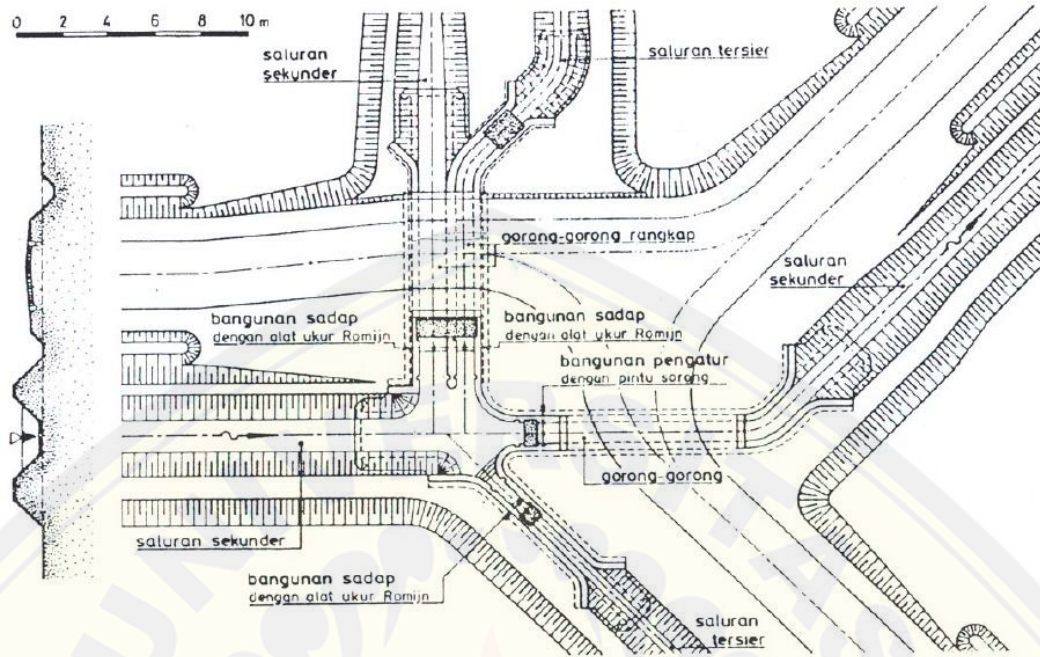 0 2 4 6 8 10 m
saluran
sekunder
saluran tersier
gorong-gorong rangkap
saluran
sekunder
bangunan sadap
dengan alat ukur Romijn
bangunan sadap
dengan alat ukur Romijn
bangunan pengatur
dengan pintu sorong
gorong-gorong
saluran sekunder
bangunan sadap
dengan alat ukur Romijn
saluran
tersier
UNIVERSITAS